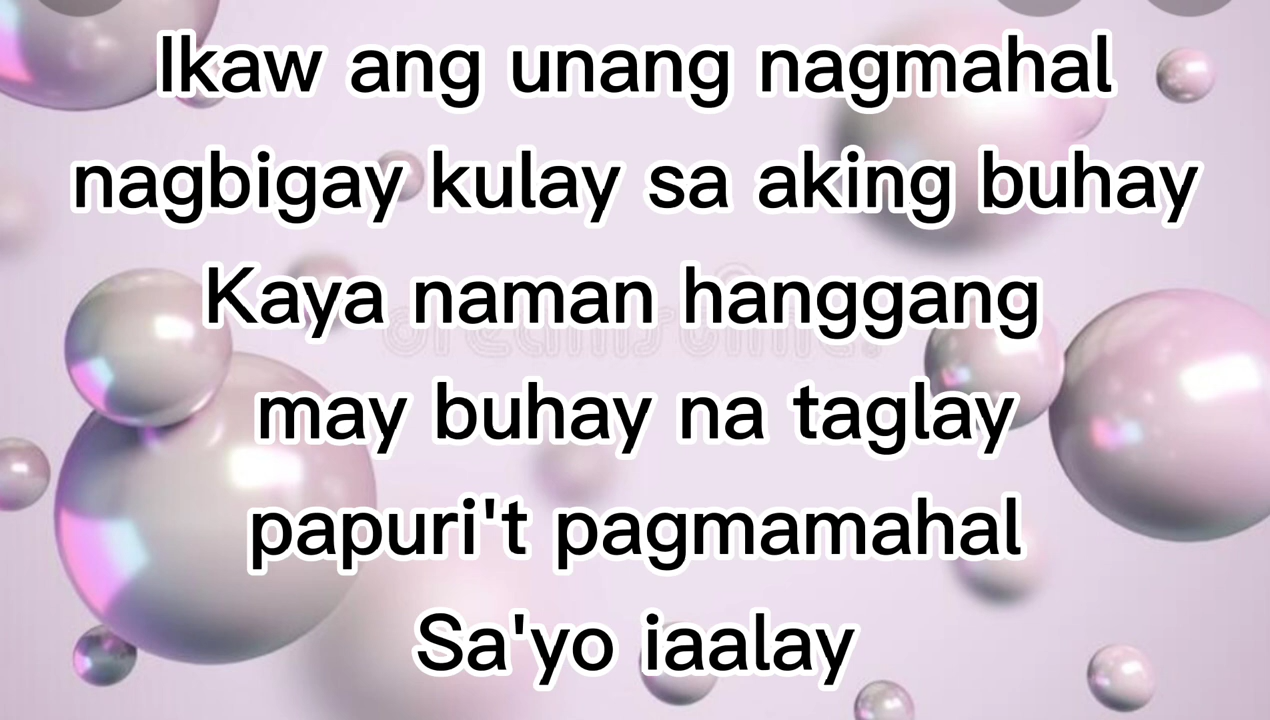 Ikaw ang unang nagmahal
nagbigay kulay sa aking buhay
Kaya naman hanggang
may buhay na taglay
papuri't pagmamahal
Sa'yo iaalay